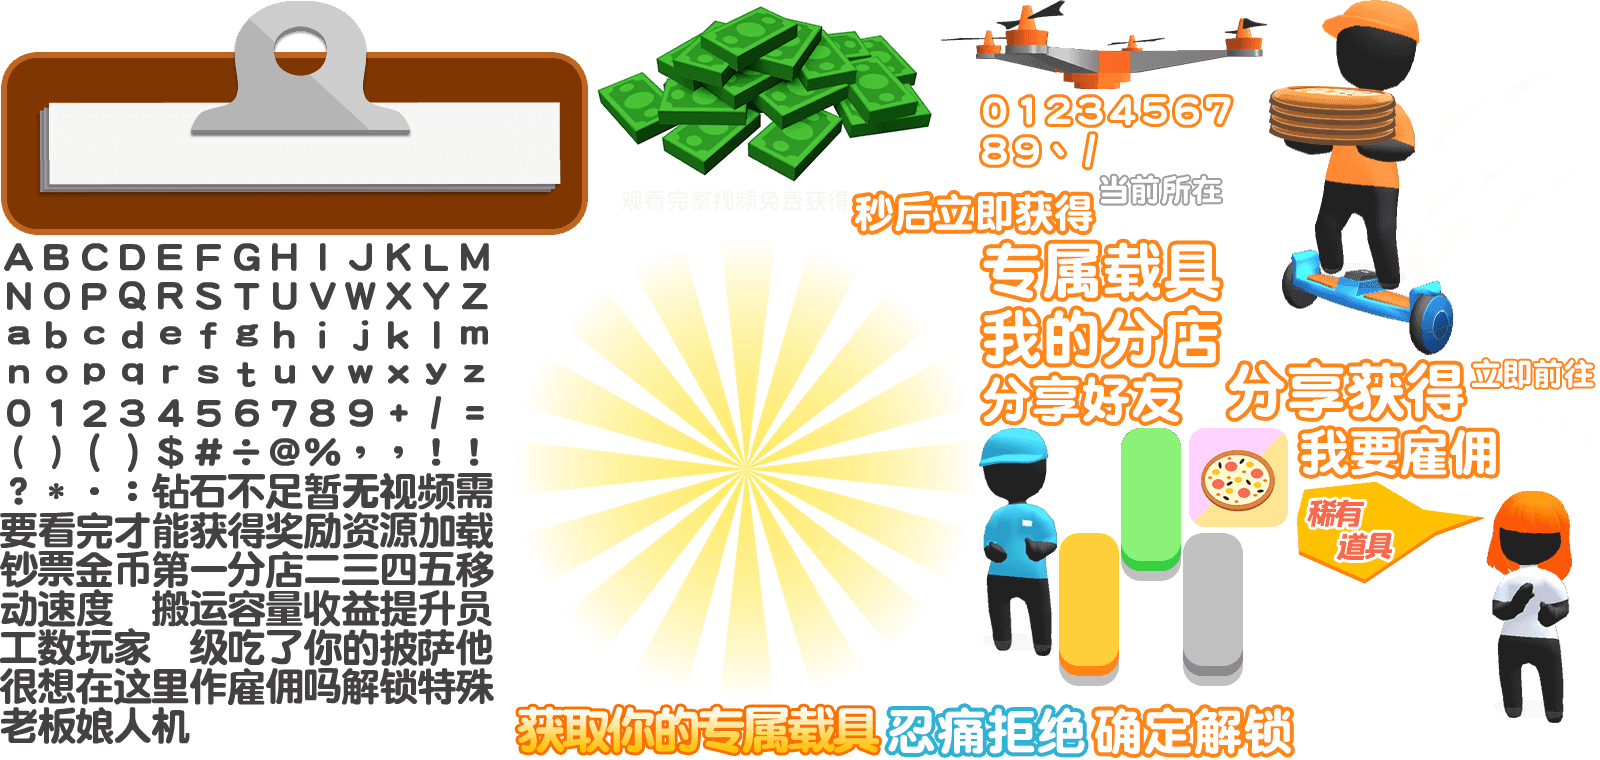 ABCDEFGHIJKLM
NOPQRSTUVWXYZ
abcdefghijklm
nopqrstuvwxyz
0123456789+/=
()()$#÷@%,,!!
?*·:钻石不足暂无视频需
要看完才能获得奖励资源加载
钞票金币第一分店二三四五移
动速度 搬运容量收益提升员
工数玩家 级吃了你的披萨他
很想在这里作雇佣吗解锁特殊
老板娘人机
观看完整视频免费获得
01234567
89丶/
当前所在
秒后立即获得
专属载具
我的分店
分享好友
分享获得
立即前往
我要雇佣
稀有
道具
获取你的专属载具
忍痛拒绝
确定解锁